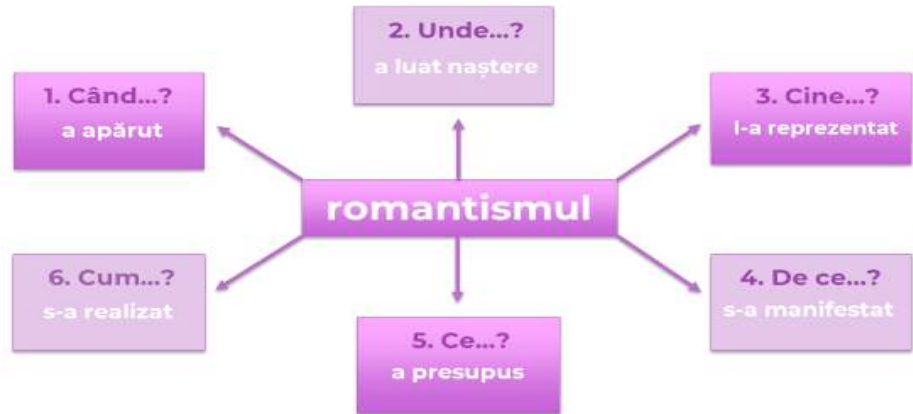 1. Când...?
a apărut
2. Unde...?
a luat naștere
3. Cine...?
l-a reprezentat
romantismul
6. Cum...?
s-a realizat
5. Ce...?
a presupus
4. De ce...?
s-a manifestat